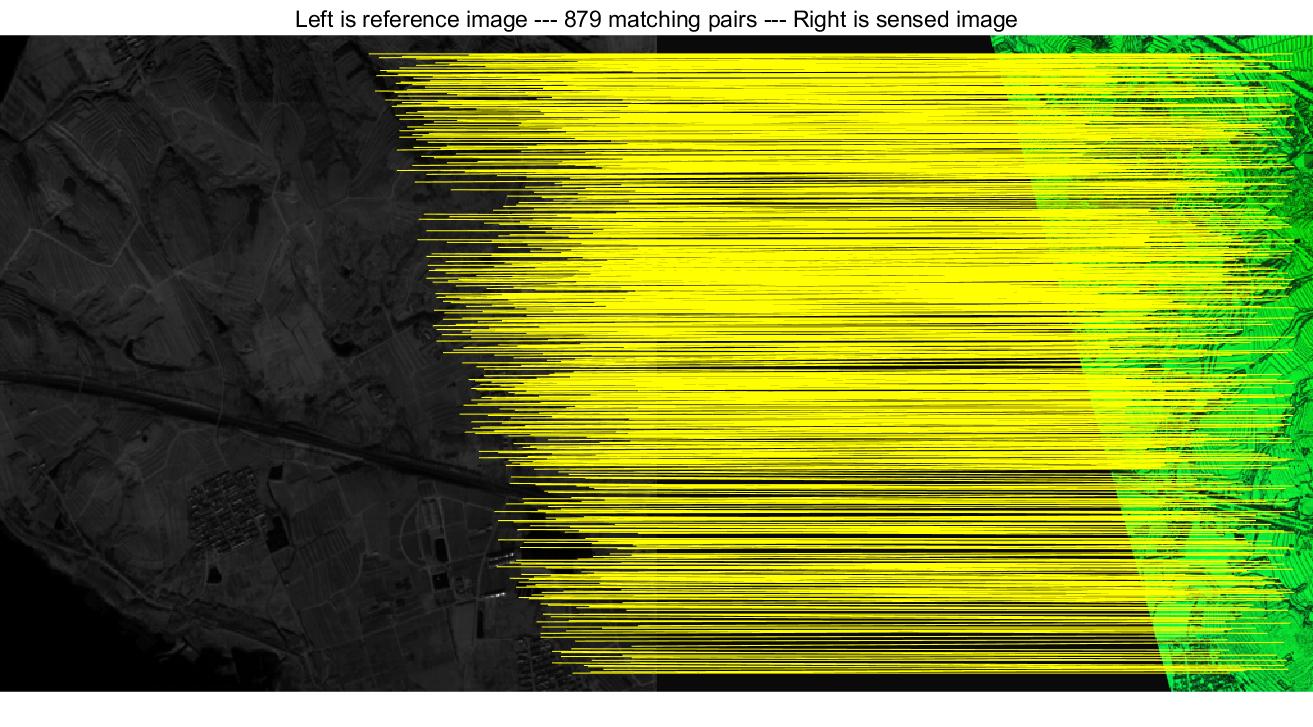 Left is reference image --- 879 matching pairs --- Right is sensed image